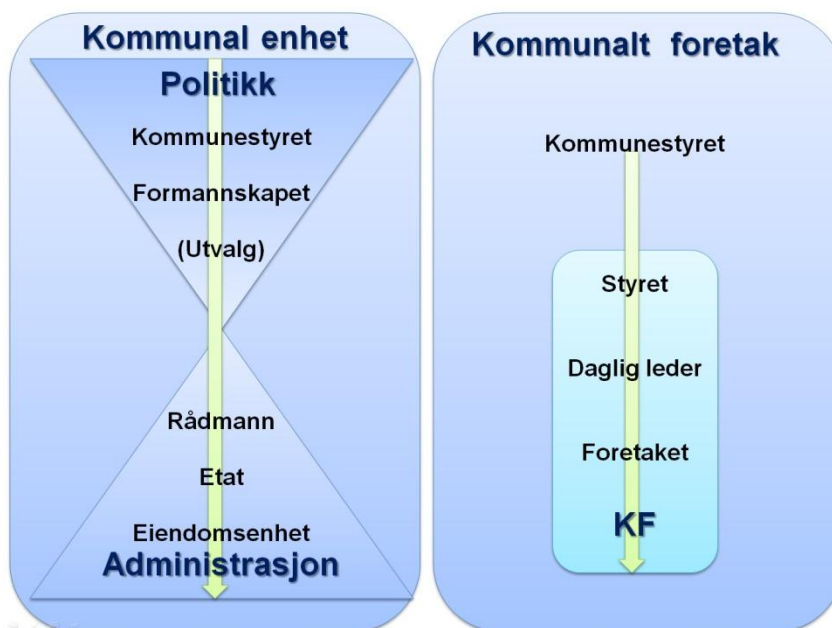 Kommunal enhet
Politikk
Kommunestyret
Formannskapet
(Utvalg)
Rådmann
Etat
Eiendomsenhet
Administrasjon
Kommunalt foretak
Kommunestyret
Styret
Daglig leder
Foretaket
KF